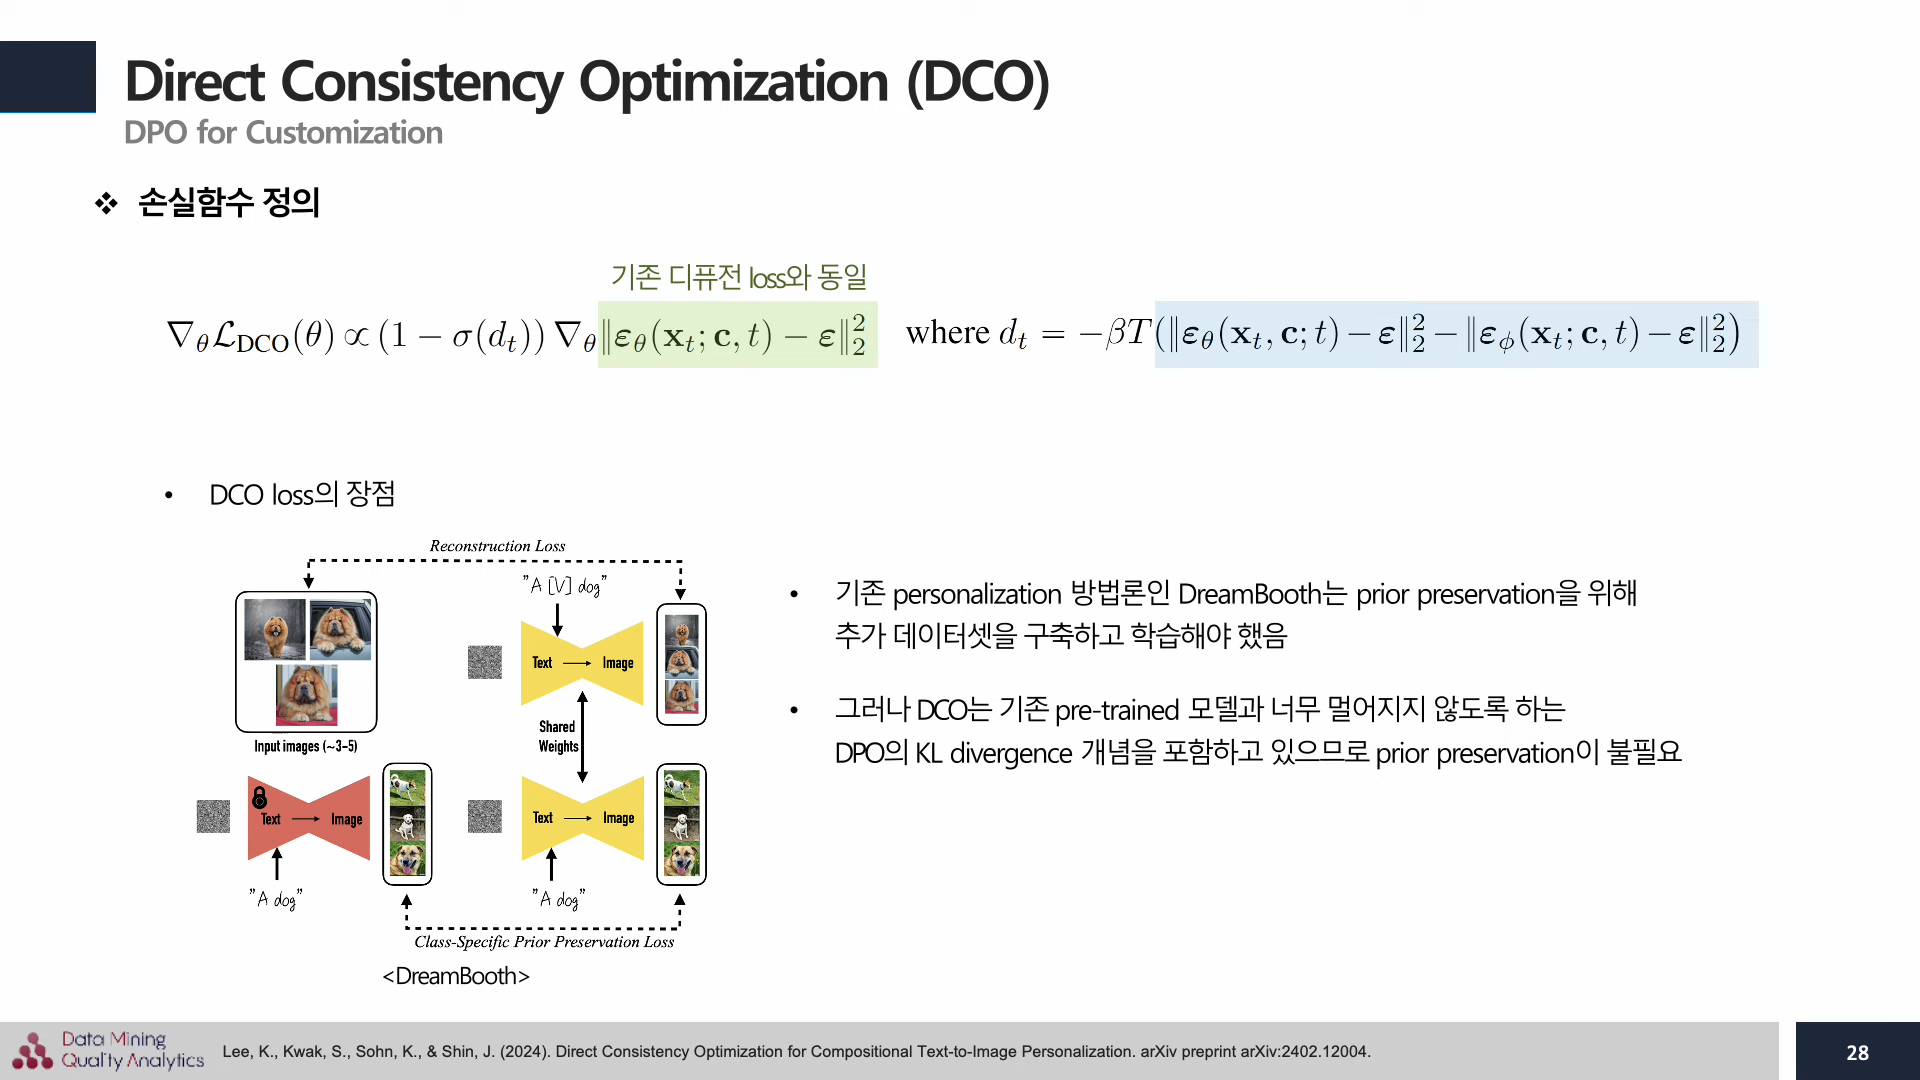 Direct Consistency Optimization (DCO)
DPO for Customization
❖ 손실함수 정의
기존 디퓨전 loss와 동일
∇θ𝓛DCO(θ) ∝ (1 − σ(dt)) ∇θ‖εθ(xt; c, t) − ε‖²₂ where dt = −βT(‖εθ(xt, c; t) − ε‖²₂ − ‖εϕ(xt; c, t) − ε‖²₂)
• DCO loss의 장점
Reconstruction Loss
"A [V] dog"
Text → Image
Input images (~3-5)
Shared
Weights
Text → Image
Text → Image
"A dog"
"A dog"
Class-Specific Prior Preservation Loss
<DreamBooth>
• 기존 personalization 방법론인 DreamBooth는 prior preservation을 위해
추가 데이터셋을 구축하고 학습해야 했음
• 그러나 DCO는 기존 pre-trained 모델과 너무 멀어지지 않도록 하는
DPO의 KL divergence 개념을 포함하고 있으므로 prior preservation이 불필요
Data Mining
Quality Analytics
Lee, K., Kwak, S., Sohn, K., & Shin, J. (2024). Direct Consistency Optimization for Compositional Text-to-Image Personalization. arXiv preprint arXiv:2402.12004.
28